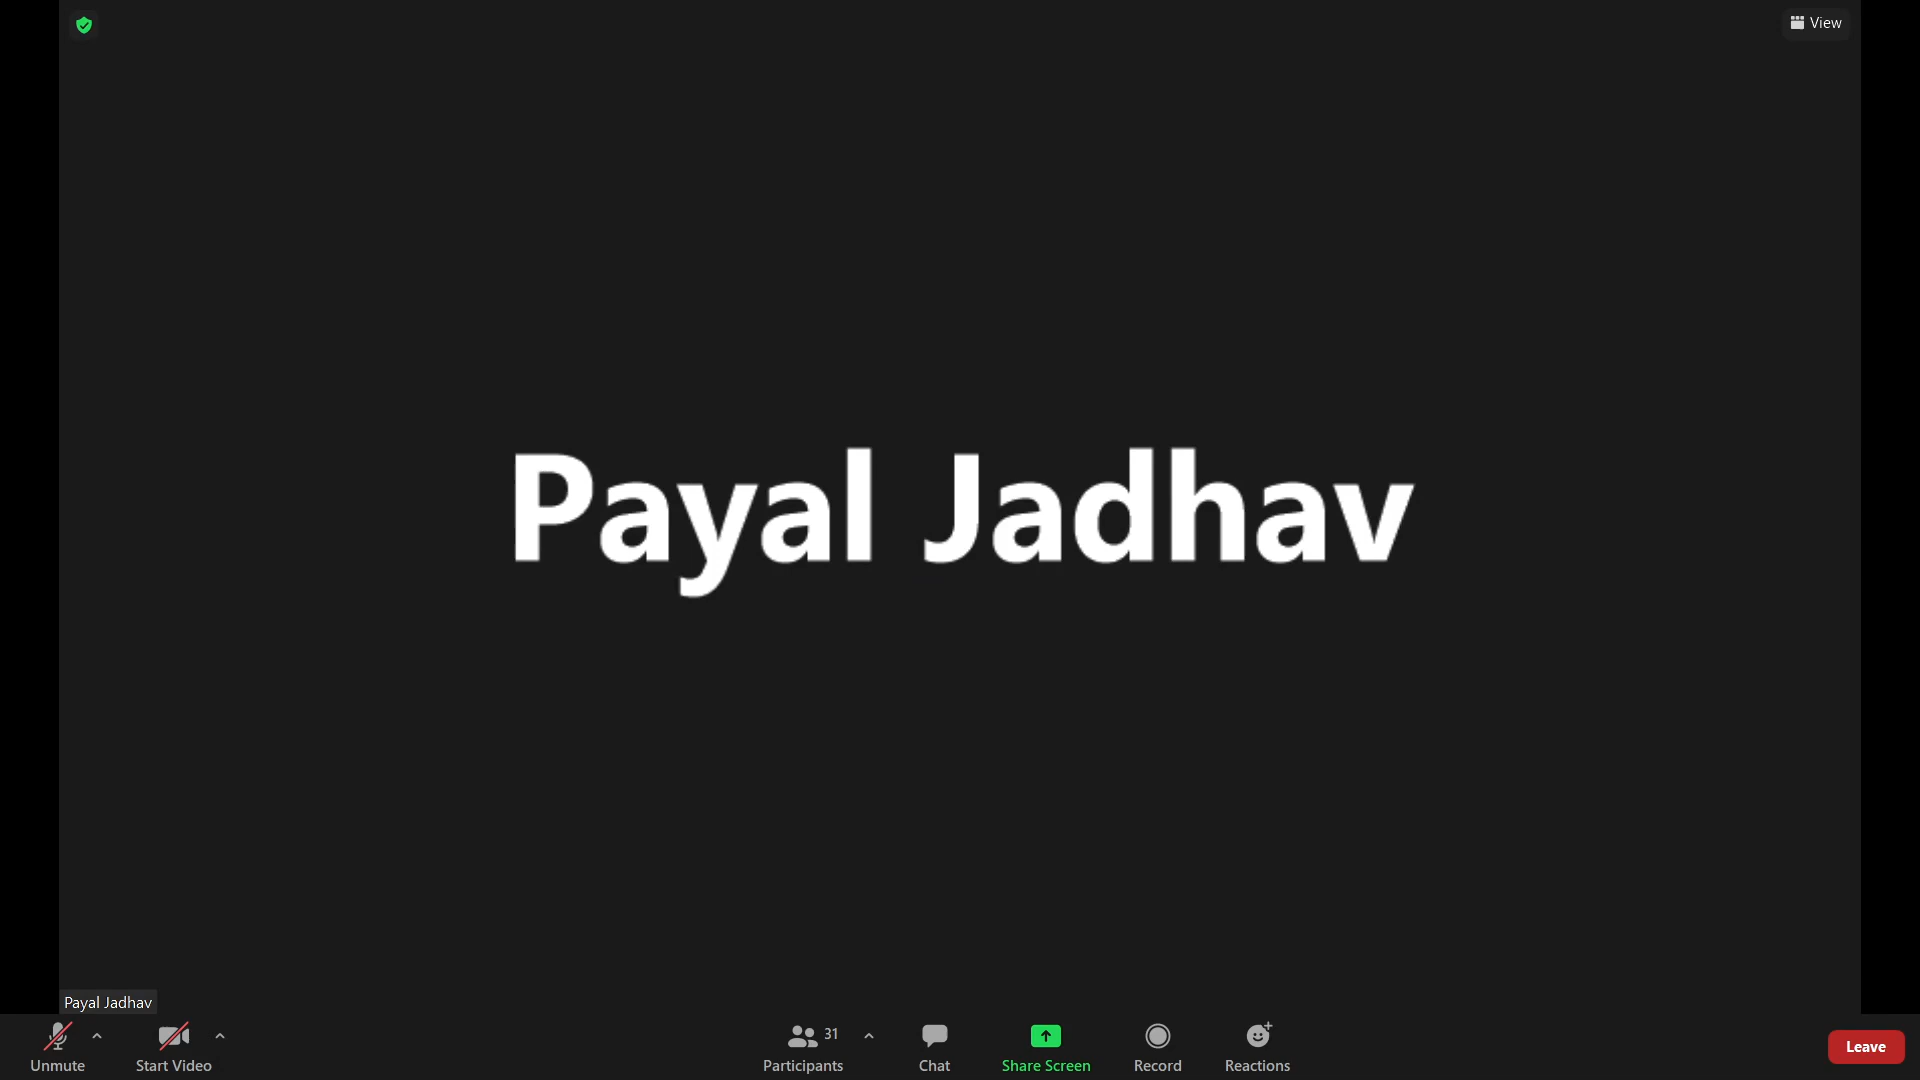 View
Payal Jadhav
Payal Jadhav
Unmute
Start Video
31
Participants
Chat
Share Screen
Record
Reactions
Leave